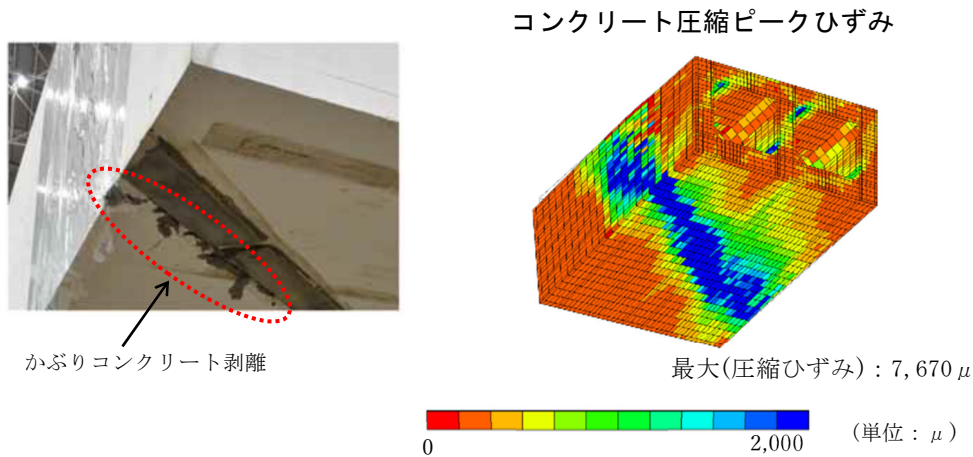 コンクリート圧縮ピークひずみ
かぶりコンクリート剥離
最大(圧縮ひずみ)：7,670μ
0
2,000
(単位：μ)